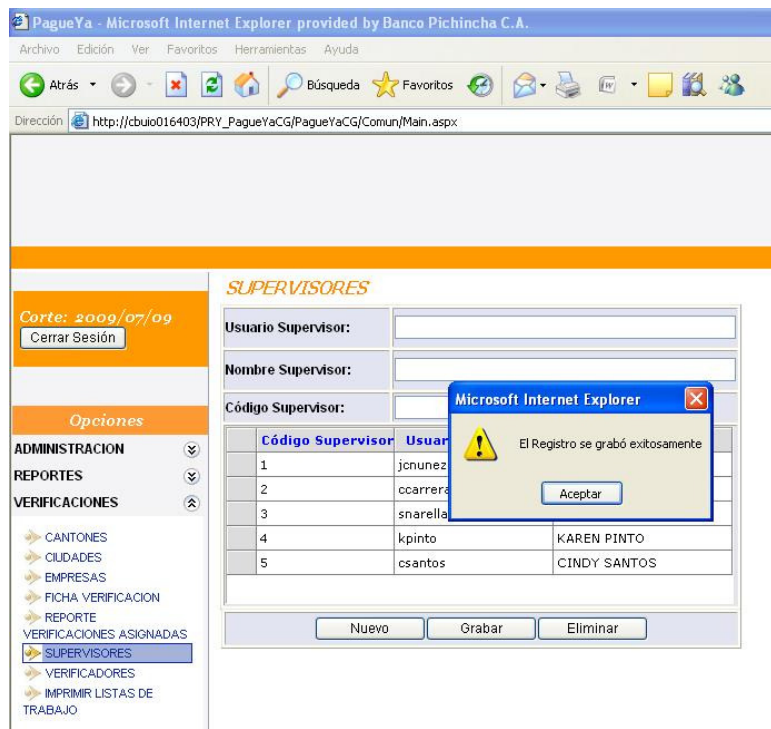 PagueYa - Microsoft Internet Explorer provided by Banco Pichincha C.A.
Archivo Edición Ver Favoritos Herramientas Ayuda
Atrás Búsqueda Favoritos
Dirección http://cbuio016403/PRY_PagueYaCG/PagueYaCG/Comun/Main.aspx
Corte: 2009/07/09
Cerrar Sesión
Opciones
ADMINISTRACION
REPORTES
VERIFICACIONES
CANTONES
CIUDADES
EMPRESAS
FICHA VERIFICACION
REPORTE
VERIFICACIONES ASIGNADAS
SUPERVISORES
VERIFICADORES
IMPRIMIR LISTAS DE
TRABAJO
SUPERVISORES
Usuario Supervisor:
Nombre Supervisor:
Código Supervisor:
Código Supervisor Usuar
1 jcnunez
2 ccarrera
3 snarella
4 kpinto KAREN PINTO
5 csantos CINDY SANTOS
Nuevo Grabar Eliminar
Microsoft Internet Explorer
El Registro se grabó exitosamente
Aceptar